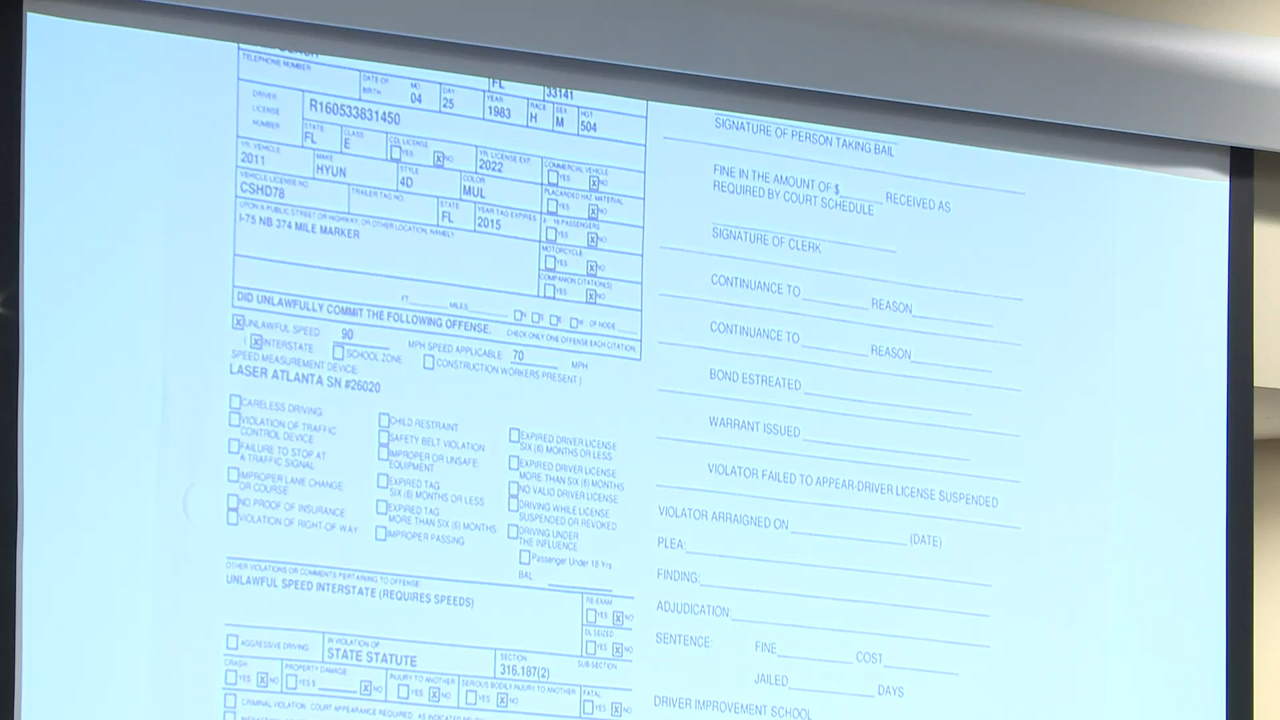 TELEPHONE NUMBER
DATE OF BIRTH MO 04 DAY 25 YEAR 1983 RACE H SEX M HGT 504
FL 33141
DRIVER LICENSE NUMBER R160533831450
STATE FL CLASS E CDL LICENSE YES X NO YR. LICENSE EXP. 2022 COMMERCIAL VEHICLE YES X NO
YR. VEHICLE 2011 MAKE HYUN STYLE 4D COLOR MUL PLACARDED HAZ. MATERIAL YES X NO
VEHICLE LICENSE NO. CSHD78 TRAILER TAG NO. STATE FL YEAR TAG EXPIRES 2015 16 PASSENGERS YES X NO
UPON A PUBLIC STREET OR HIGHWAY, OR OTHER LOCATION, NAMELY
I-75 NB 374 MILE MARKER
MOTORCYCLE YES X NO
COMPANION CITATION(S) YES X NO
FT. MILES OF NODE
DID UNLAWFULLY COMMIT THE FOLLOWING OFFENSE. CHECK ONLY ONE OFFENSE EACH CITATION.
X UNLAWFUL SPEED 90 MPH SPEED APPLICABLE 70 MPH
( X INTERSTATE SCHOOL ZONE CONSTRUCTION WORKERS PRESENT )
SPEED MEASUREMENT DEVICE:
LASER ATLANTA SN #26020
CARELESS DRIVING
VIOLATION OF TRAFFIC CONTROL DEVICE
FAILURE TO STOP AT A TRAFFIC SIGNAL
IMPROPER LANE CHANGE OR COURSE
NO PROOF OF INSURANCE
VIOLATION OF RIGHT-OF-WAY
CHILD RESTRAINT
SAFETY BELT VIOLATION
IMPROPER OR UNSAFE EQUIPMENT
EXPIRED TAG
SIX (6) MONTHS OR LESS
EXPIRED TAG
MORE THAN SIX (6) MONTHS
IMPROPER PASSING
EXPIRED DRIVER LICENSE
SIX (6) MONTHS OR LESS
EXPIRED DRIVER LICENSE
MORE THAN SIX (6) MONTHS
NO VALID DRIVER LICENSE
DRIVING WHILE LICENSE
SUSPENDED OR REVOKED
DRIVING UNDER
THE INFLUENCE
Passenger Under 18 Yrs
BAL
OTHER VIOLATIONS OR COMMENTS PERTAINING TO OFFENSE:
UNLAWFUL SPEED INTERSTATE (REQUIRES SPEEDS)
RE-EXAM YES X NO
DL SEIZED YES X NO
AGGRESSIVE DRIVING IN VIOLATION OF STATE STATUTE SECTION 316.187(2) SUB-SECTION
CRASH YES X NO PROPERTY DAMAGE YES $ X NO INJURY TO ANOTHER YES X NO SERIOUS BODILY INJURY TO ANOTHER YES X NO FATAL YES X NO
CRIMINAL VIOLATION. COURT APPEARANCE REQUIRED.
SIGNATURE OF PERSON TAKING BAIL
FINE IN THE AMOUNT OF $ RECEIVED AS
REQUIRED BY COURT SCHEDULE
SIGNATURE OF CLERK
CONTINUANCE TO REASON
CONTINUANCE TO REASON
BOND ESTREATED
WARRANT ISSUED
VIOLATOR FAILED TO APPEAR-DRIVER LICENSE SUSPENDED
VIOLATOR ARRAIGNED ON (DATE)
PLEA:
FINDING:
ADJUDICATION:
SENTENCE: FINE COST
JAILED DAYS
DRIVER IMPROVEMENT SCHOOL